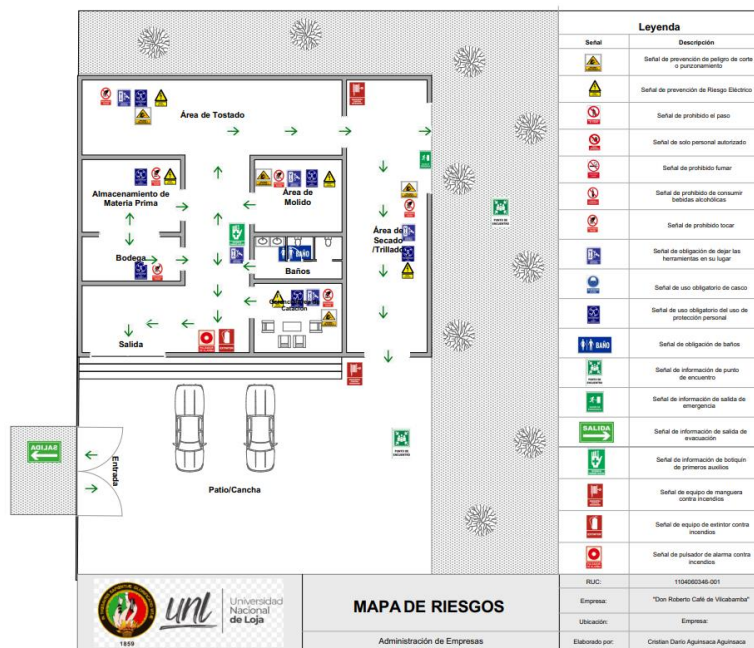 Leyenda
Señal
Descripción
Señal de prevención de peligro de corte
o punzonamiento
Señal de prevención de Riesgo Eléctrico
Señal de prohibido el paso
Señal de solo personal autorizado
Señal de prohibido fumar
Señal de prohibido de consumir
bebidas alcohólicas
Señal de prohibido tocar
Señal de obligación de dejar las
herramientas en su lugar
Señal de uso obligatorio de casco
Señal de uso obligatorio del uso de
protección personal
BAÑO
Señal de obligación de baños
Señal de información de punto
de encuentro
Señal de información de salida de
emergencia
SALIDA
Señal de información de salida de
evacuación
Señal de información de botiquín
de primeros auxilios
Señal de equipo de manguera
contra incendios
Señal de equipo de extintor contra
incendios
Señal de pulsador de alarma contra
incendios
RUC:
1104060346-001
Empresa:
"Don Roberto Café de Vilcabamba"
Ubicación:
Empresa:
Elaborado por:
Cristian Darío Aguinsaca Aguinsaca
Área de Tostado
Almacenamiento de
Materia Prima
Área de
Molido
Área de
Secado
/Trillado
Bodega
BAÑO
Baños
Catación
Salida
PUNTO DE
ENCUENTRO
PUNTO DE
ENCUENTRO
SALIDA
Entrada
Patio/Cancha
1859
unl
Universidad
Nacional
de Loja
MAPA DE RIESGOS
Administración de Empresas